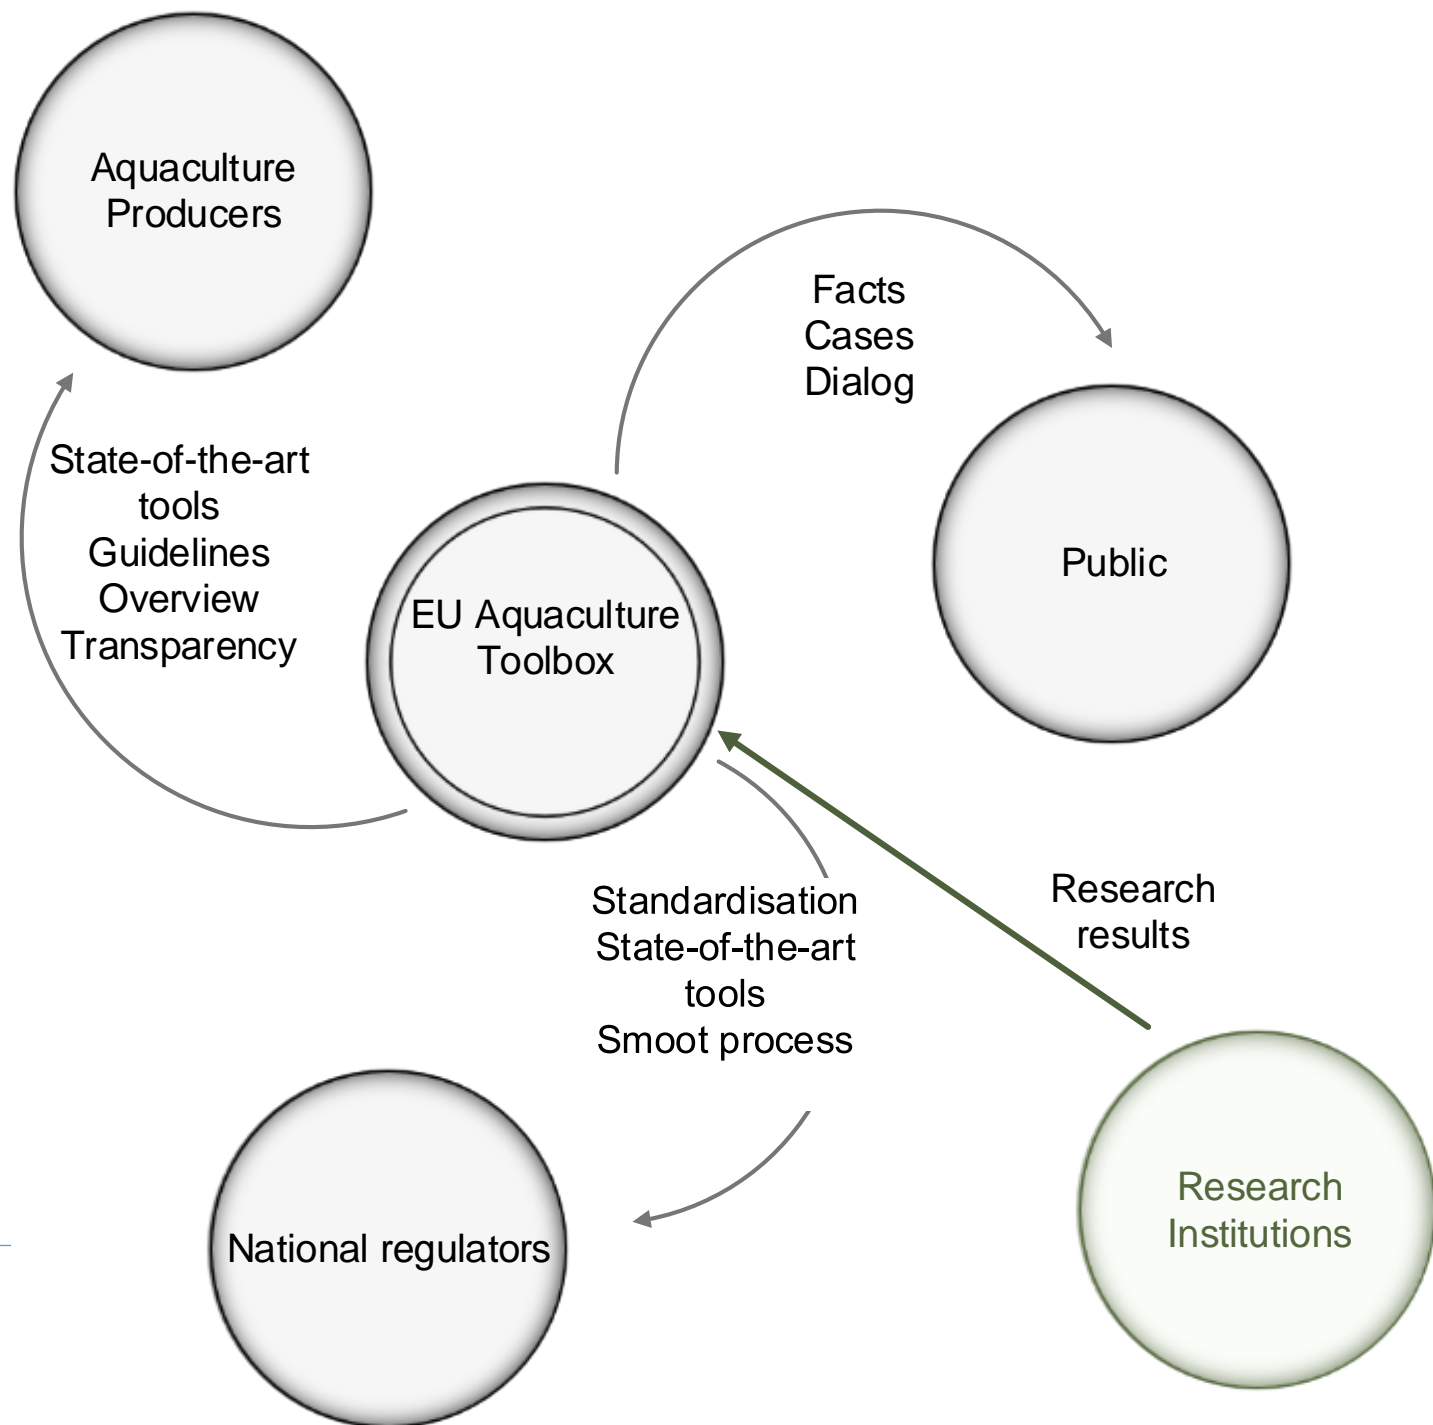 Aquaculture
Producers
Facts
Cases
Dialog
State-of-the-art
tools
Guidelines
Overview
Transparency
Public
EU Aquaculture
Toolbox
Standardisation
State-of-the-art
tools
Smoot process
Research
results
National regulators
Research
Institutions